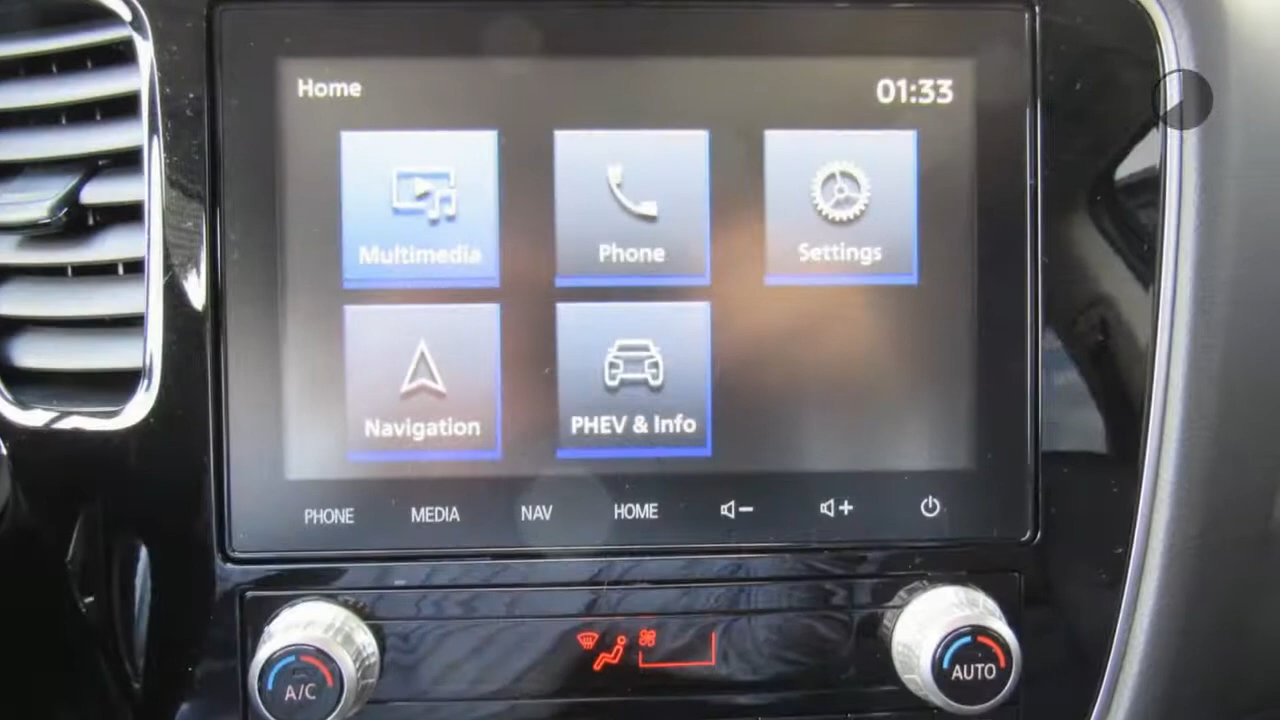 Home 01:33
Multimedia Phone Settings
Navigation PHEV & Info
PHONE MEDIA NAV HOME
A/C AUTO